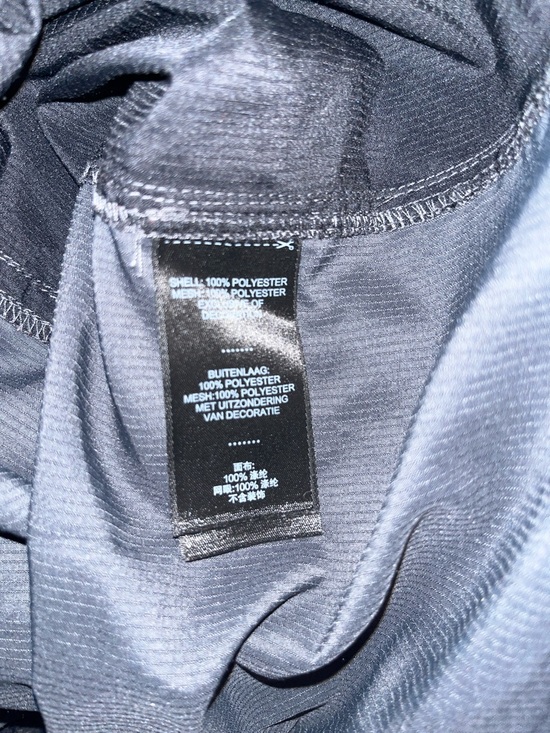 SHELL: 100% POLYESTER
MESH: 100% POLYESTER
EXCLUSIVE OF
DECORATION
.......
BUITENLAAG:
100% POLYESTER
MESH:100% POLYESTER
MET UITZONDERING
VAN DECORATIE
.......
面布:
100% 涤纶
网眼:100% 涤纶
不含装饰